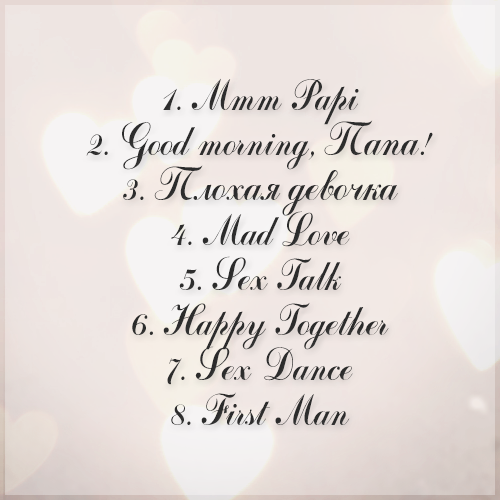 1. Mmm Papi
2. Good morning, Папа!
3. Плохая девочка
4. Mad Love
5. Sex Talk
6. Happy Together
7. Sex Dance
8. First Man